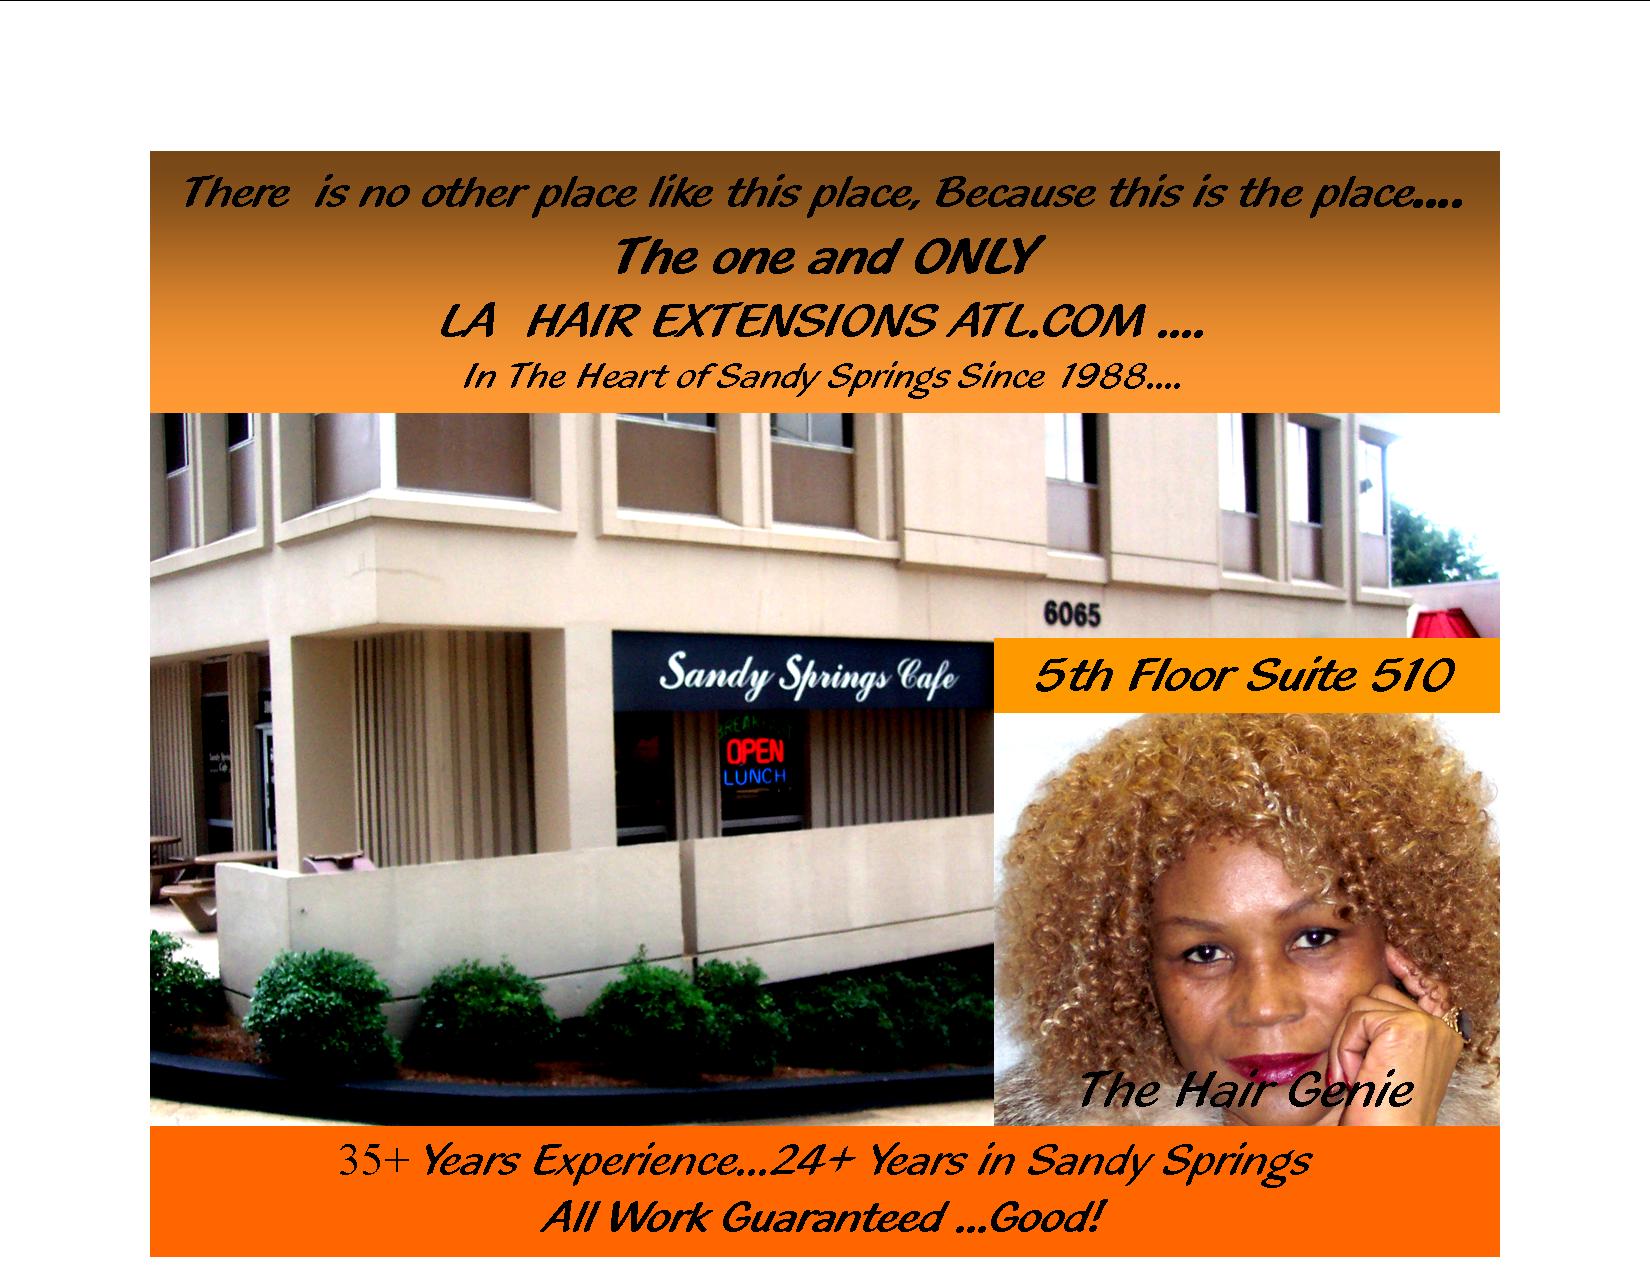 There is no other place like this place, Because this is the place....
The one and ONLY
LA HAIR EXTENSIONS ATL.COM ....
In The Heart of Sandy Springs Since 1988....
6065
5th Floor Suite 510
Sandy Springs Cafe
BREAKFAST
OPEN
LUNCH
The Hair Genie
35+ Years Experience...24+ Years in Sandy Springs
All Work Guaranteed ...Good!